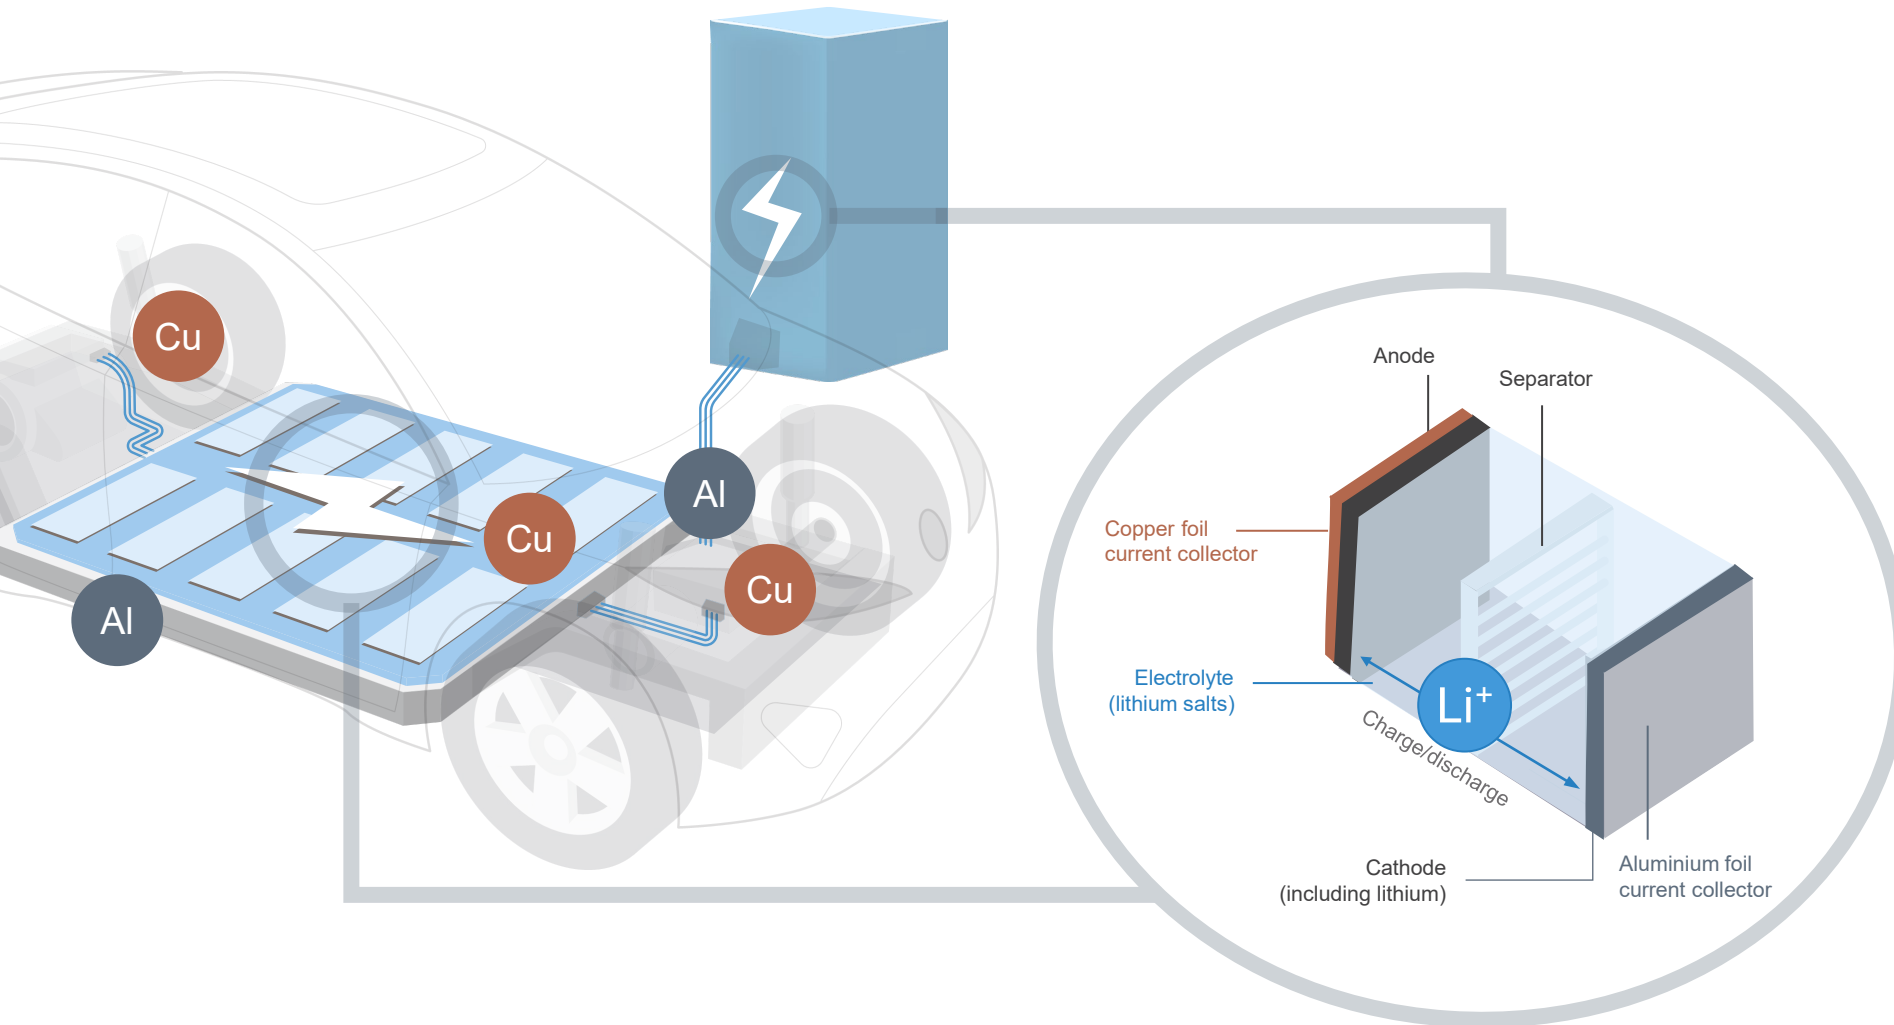 Cu
Al
Cu
Al
Cu
Anode
Separator
Copper foil
current collector
Electrolyte
(lithium salts)
Li⁺
Charge/discharge
Cathode
(including lithium)
Aluminium foil
current collector